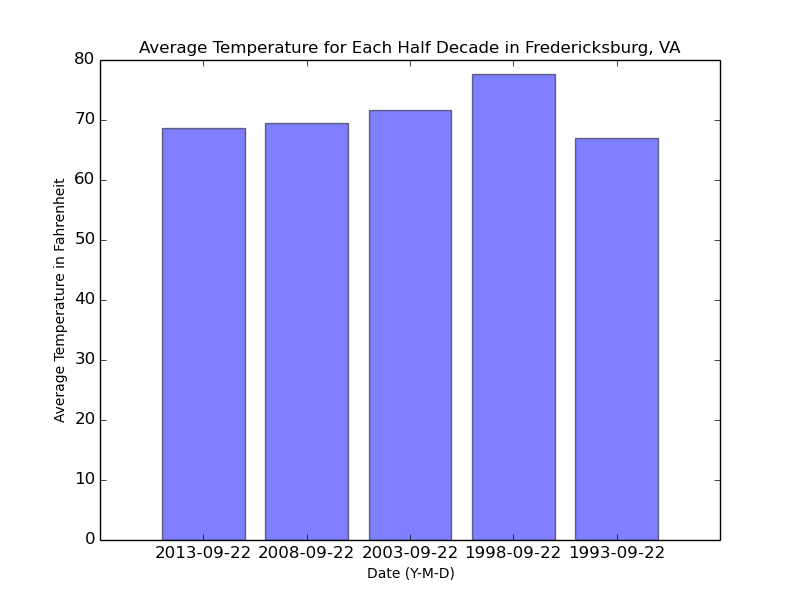 Average Temperature for Each Half Decade in Fredericksburg, VA
80
70
60
50
40
30
20
10
0
Average Temperature in Fahrenheit
2013-09-22 2008-09-22 2003-09-22 1998-09-22 1993-09-22
Date (Y-M-D)